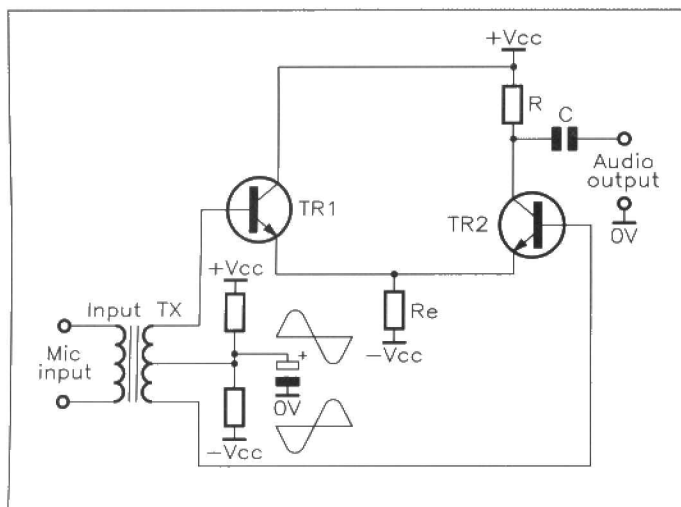 +Vcc
R
C
Audio
output
TR1
TR2
0V
+Vcc
Input TX
Re
Mic
input
+
-Vcc
0V
-Vcc